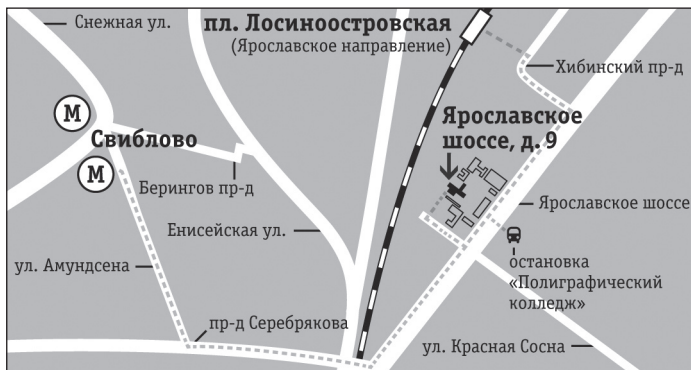 Снежная ул.
пл. Лосиноостровская
(Ярославское направление)
Хибинский пр-д
М
Свиблово
М
Ярославское
шоссе, д. 9
Берингов пр-д
Ярославское шоссе
Енисейская ул.
ул. Амундсена
остановка
«Полиграфический
колледж»
пр-д Серебрякова
ул. Красная Сосна